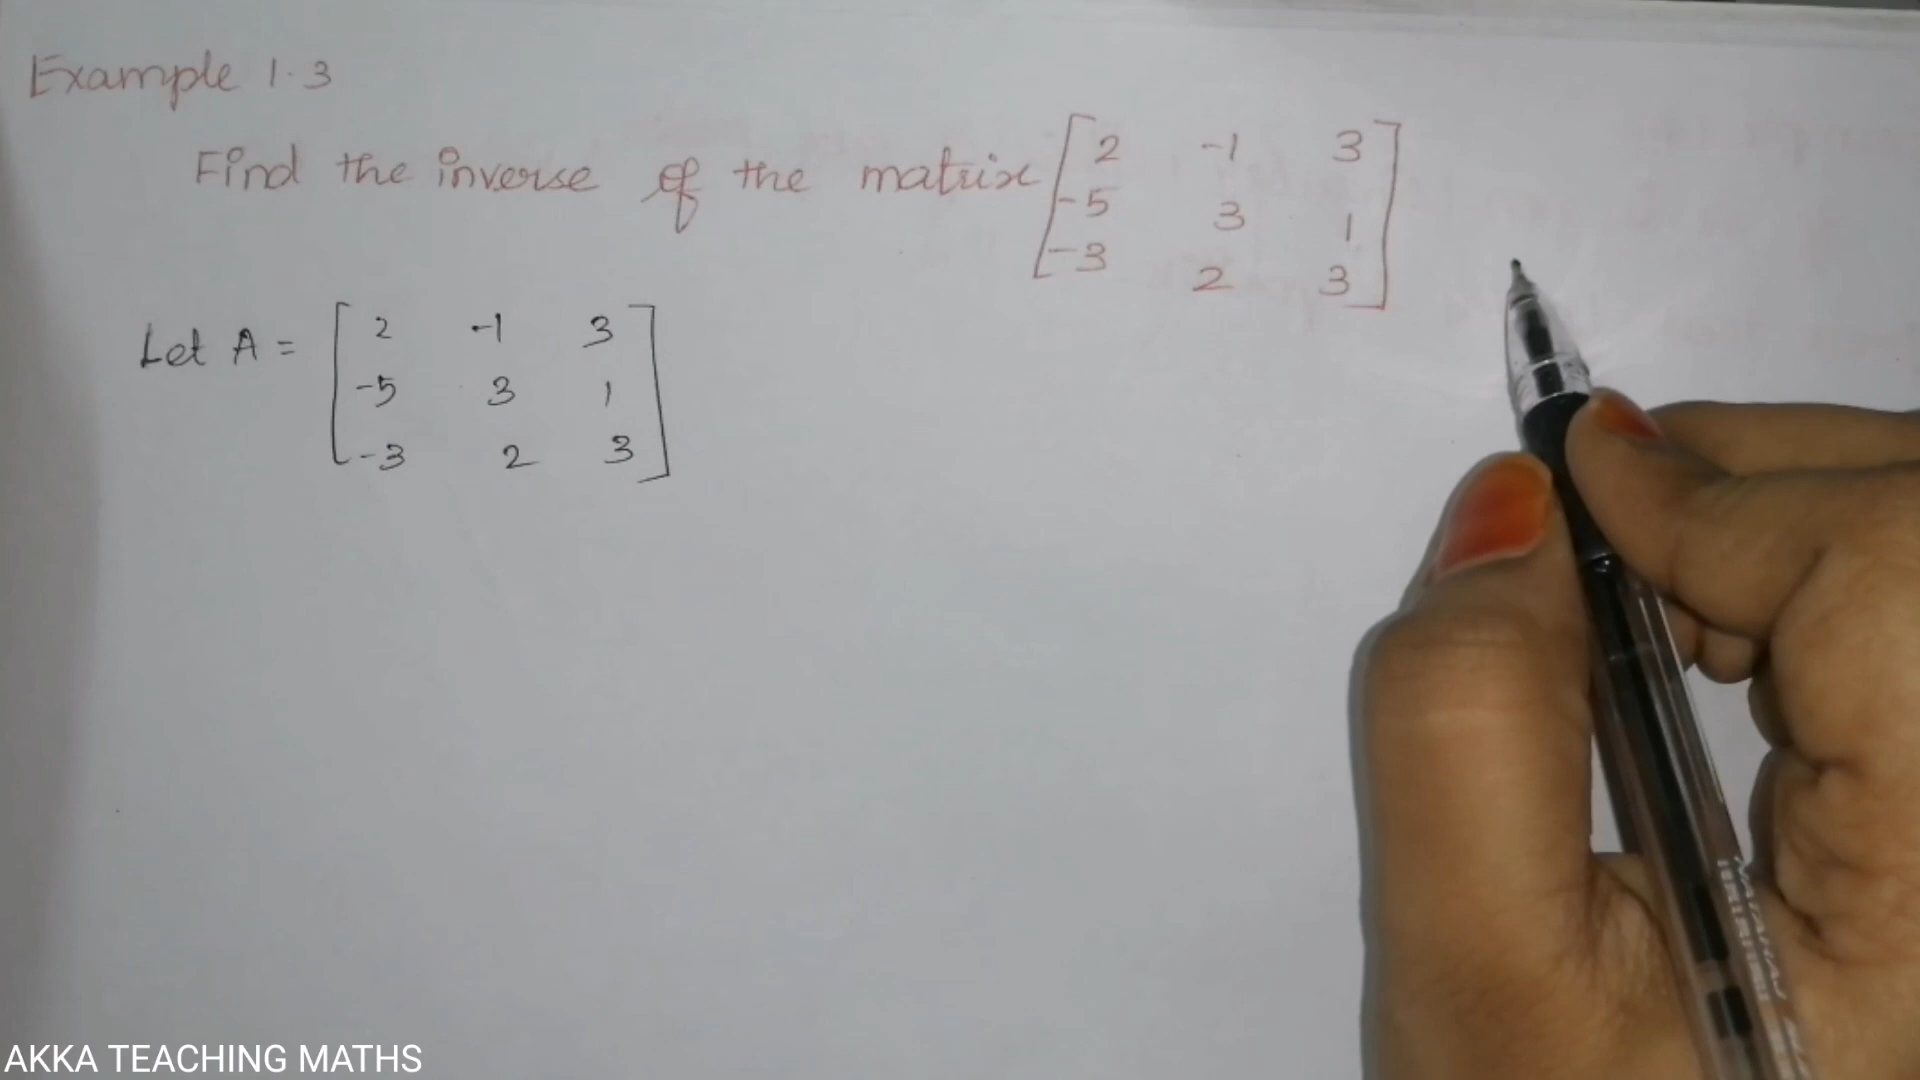 Example 1.3
Find the inverse of the matrix [2 -1 3
-5 3 1
-3 2 3]
Let A = [2 -1 3
-5 3 1
-3 2 3]
AKKA TEACHING MATHS